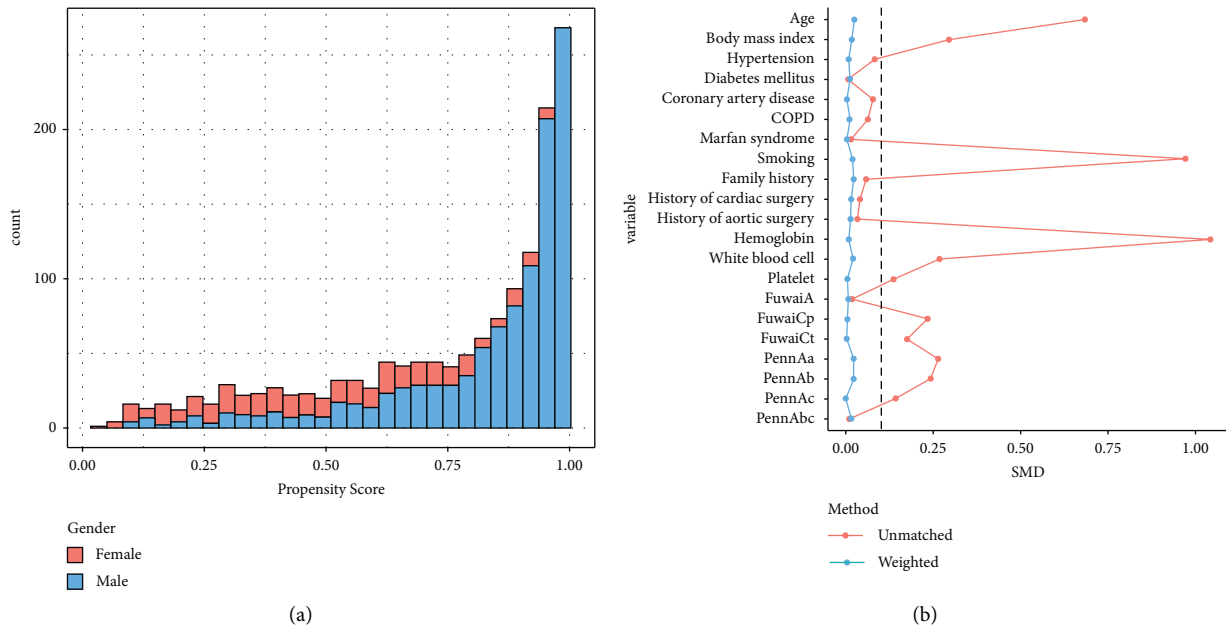 count
200
100
0
0.00 0.25 0.50 0.75 1.00
Propensity Score
Gender
Female
Male
(a)
variable
Age
Body mass index
Hypertension
Diabetes mellitus
Coronary artery disease
COPD
Marfan syndrome
Smoking
Family history
History of cardiac surgery
History of aortic surgery
Hemoglobin
White blood cell
Platelet
FuwaiA
FuwaiCp
FuwaiCt
PennAa
PennAb
PennAc
PennAbc
0.00 0.25 0.50 0.75 1.00
SMD
Method
Unmatched
Weighted
(b)